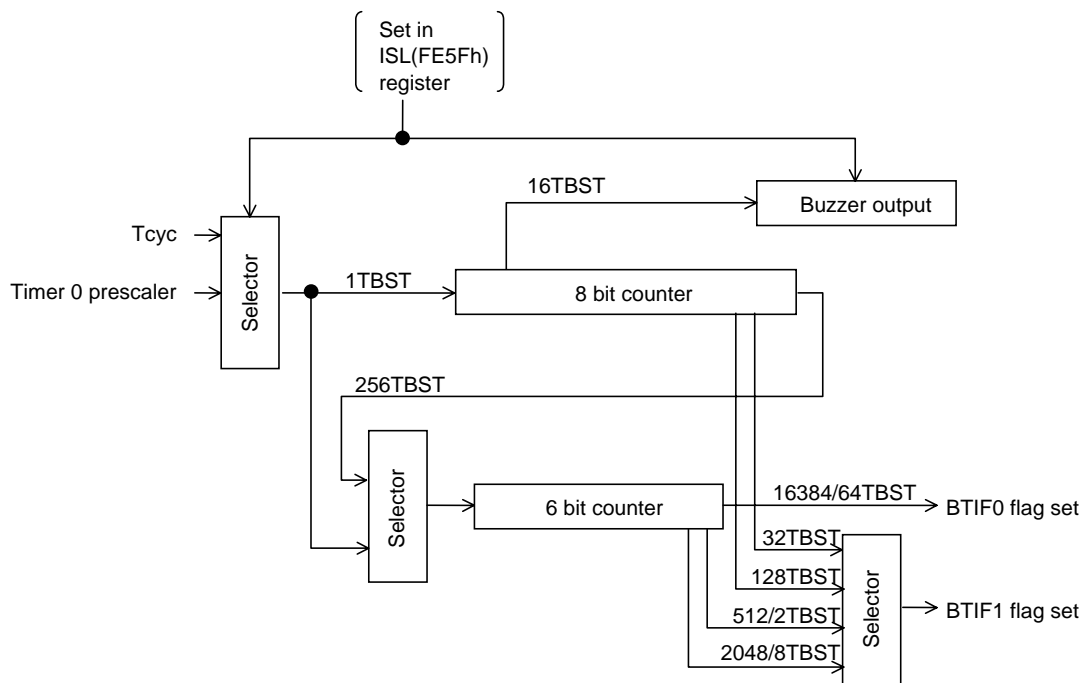 Set in
ISL(FE5Fh)
register
16TBST
Buzzer output
Tcyc
Timer 0 prescaler
Selector
1TBST
8 bit counter
256TBST
Selector
6 bit counter
16384/64TBST
BTIF0 flag set
32TBST
128TBST
512/2TBST
2048/8TBST
Selector
BTIF1 flag set